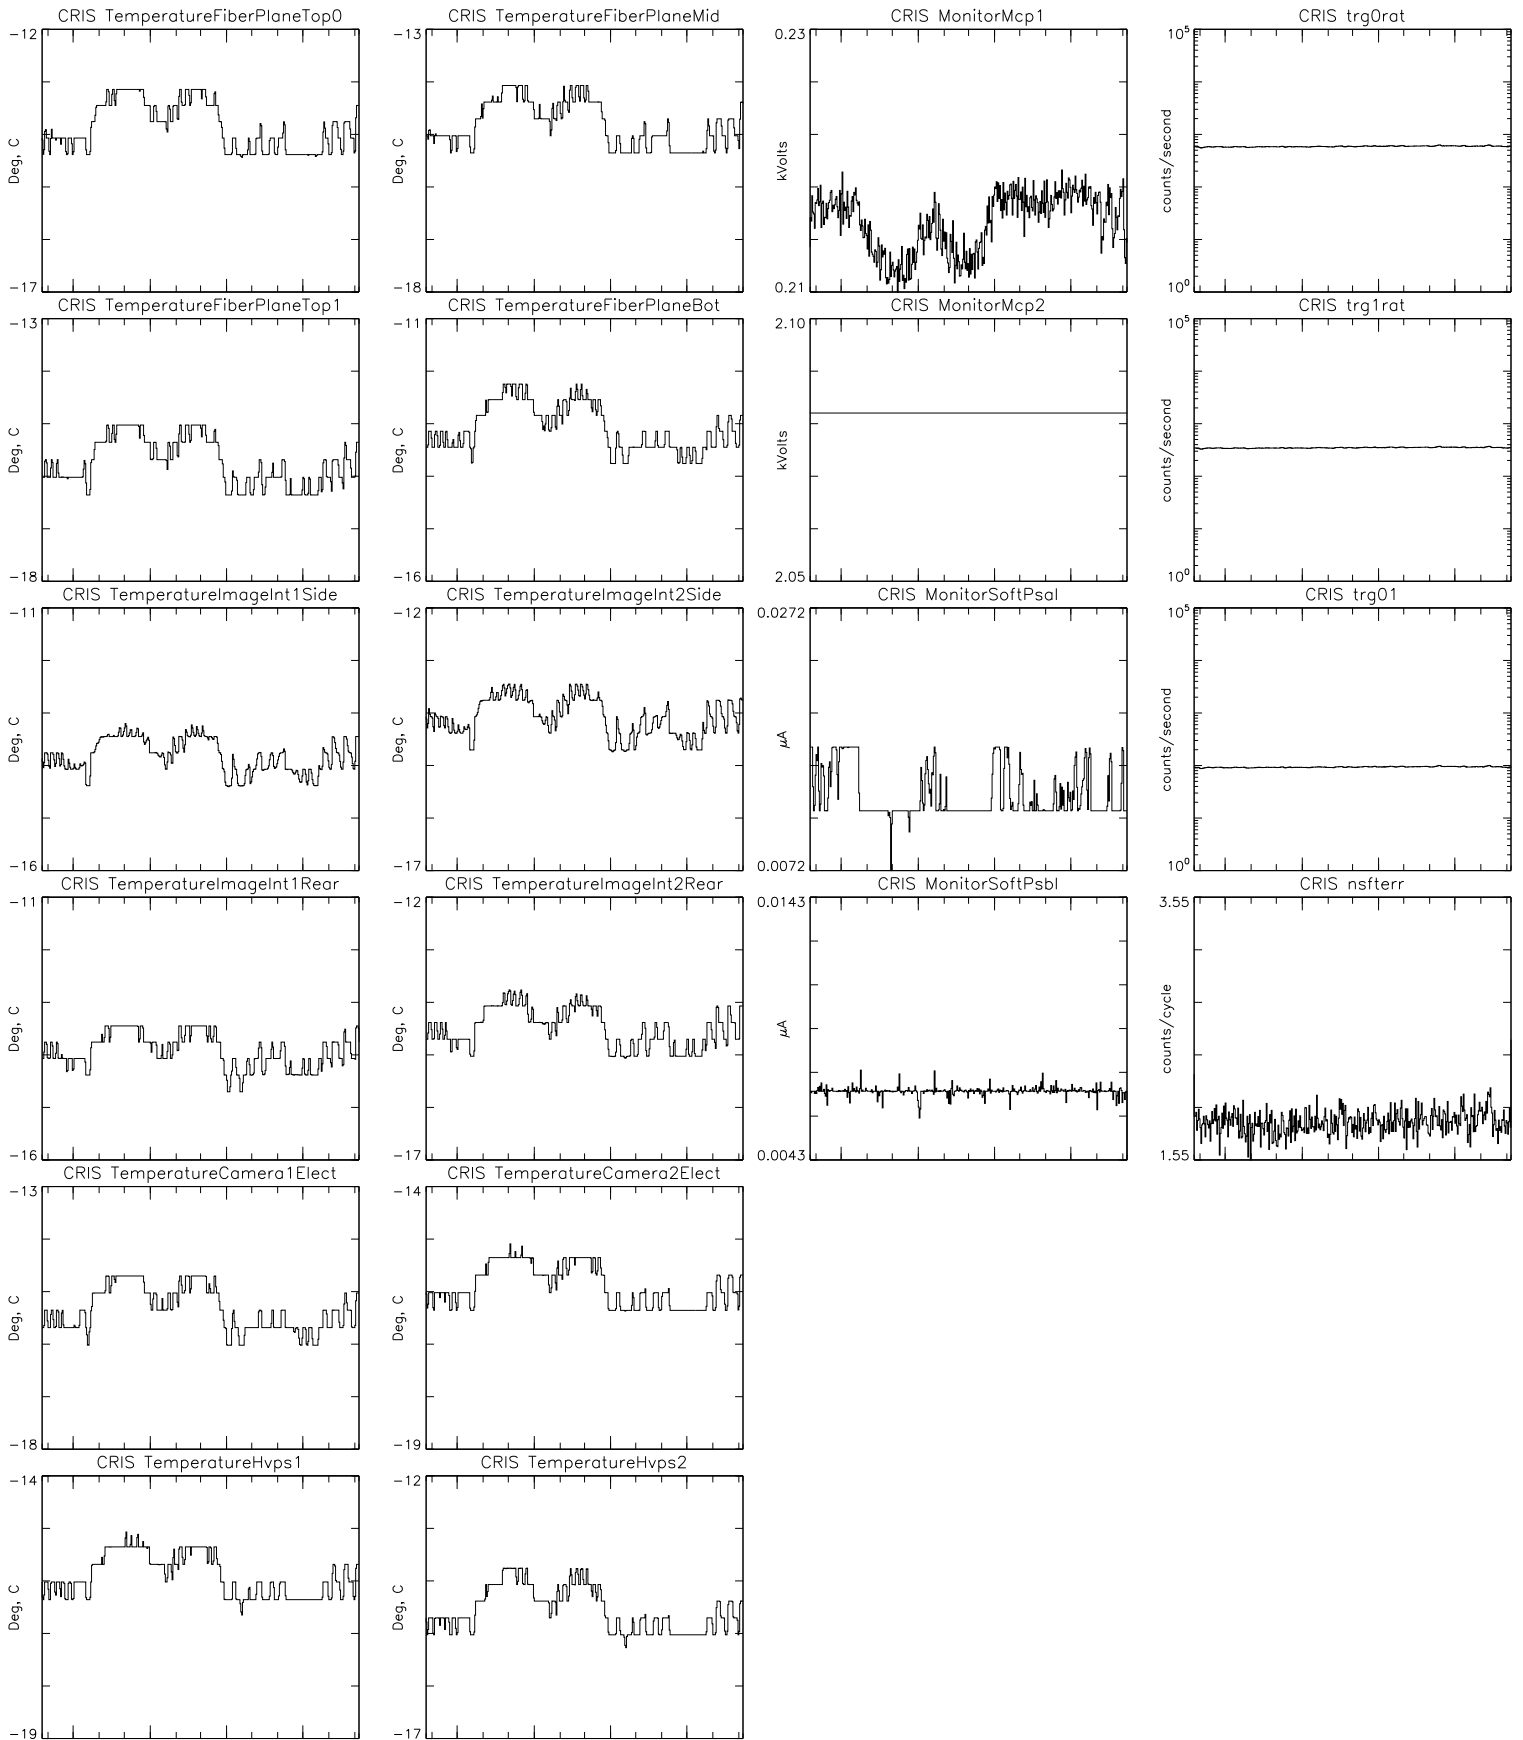 CRIS TemperatureFiberPlaneTop0
-12
Deg, C
-17
CRIS TemperatureFiberPlaneMid
-13
Deg, C
-18
CRIS MonitorMcp1
0.23
kVolts
0.21
CRIS trg0rat
10^5
counts/second
10^0
CRIS TemperatureFiberPlaneTop1
-13
Deg, C
-18
CRIS TemperatureFiberPlaneBot
-11
Deg, C
-16
CRIS MonitorMcp2
2.10
kVolts
2.05
CRIS trg1rat
10^5
counts/second
10^0
CRIS TemperatureImageInt1Side
-11
Deg, C
-16
CRIS TemperatureImageInt2Side
-12
Deg, C
-17
CRIS MonitorSoftPsaI
0.0272
μA
0.0072
CRIS trg01
10^5
counts/second
10^0
CRIS TemperatureImageInt1Rear
-11
Deg, C
-16
CRIS TemperatureImageInt2Rear
-12
Deg, C
-17
CRIS MonitorSoftPsbI
0.0143
μA
0.0043
CRIS nsfterr
3.55
counts/cycle
1.55
CRIS TemperatureCamera1Elect
-13
Deg, C
-18
CRIS TemperatureCamera2Elect
-14
Deg, C
-19
CRIS TemperatureHvps1
-14
Deg, C
-19
CRIS TemperatureHvps2
-12
Deg, C
-17